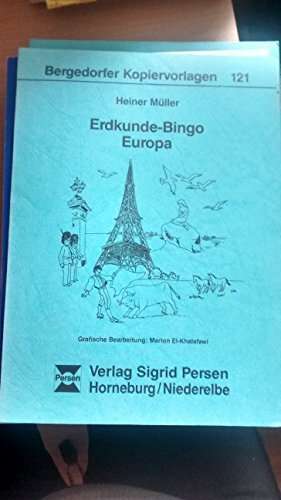 Bergedorfer Kopiervorlagen 121
Heiner Müller
Erdkunde-Bingo
Europa
Grafische Bearbeitung: Marion El-Khalafawi
Persen
Verlag Sigrid Persen
Horneburg/Niederelbe